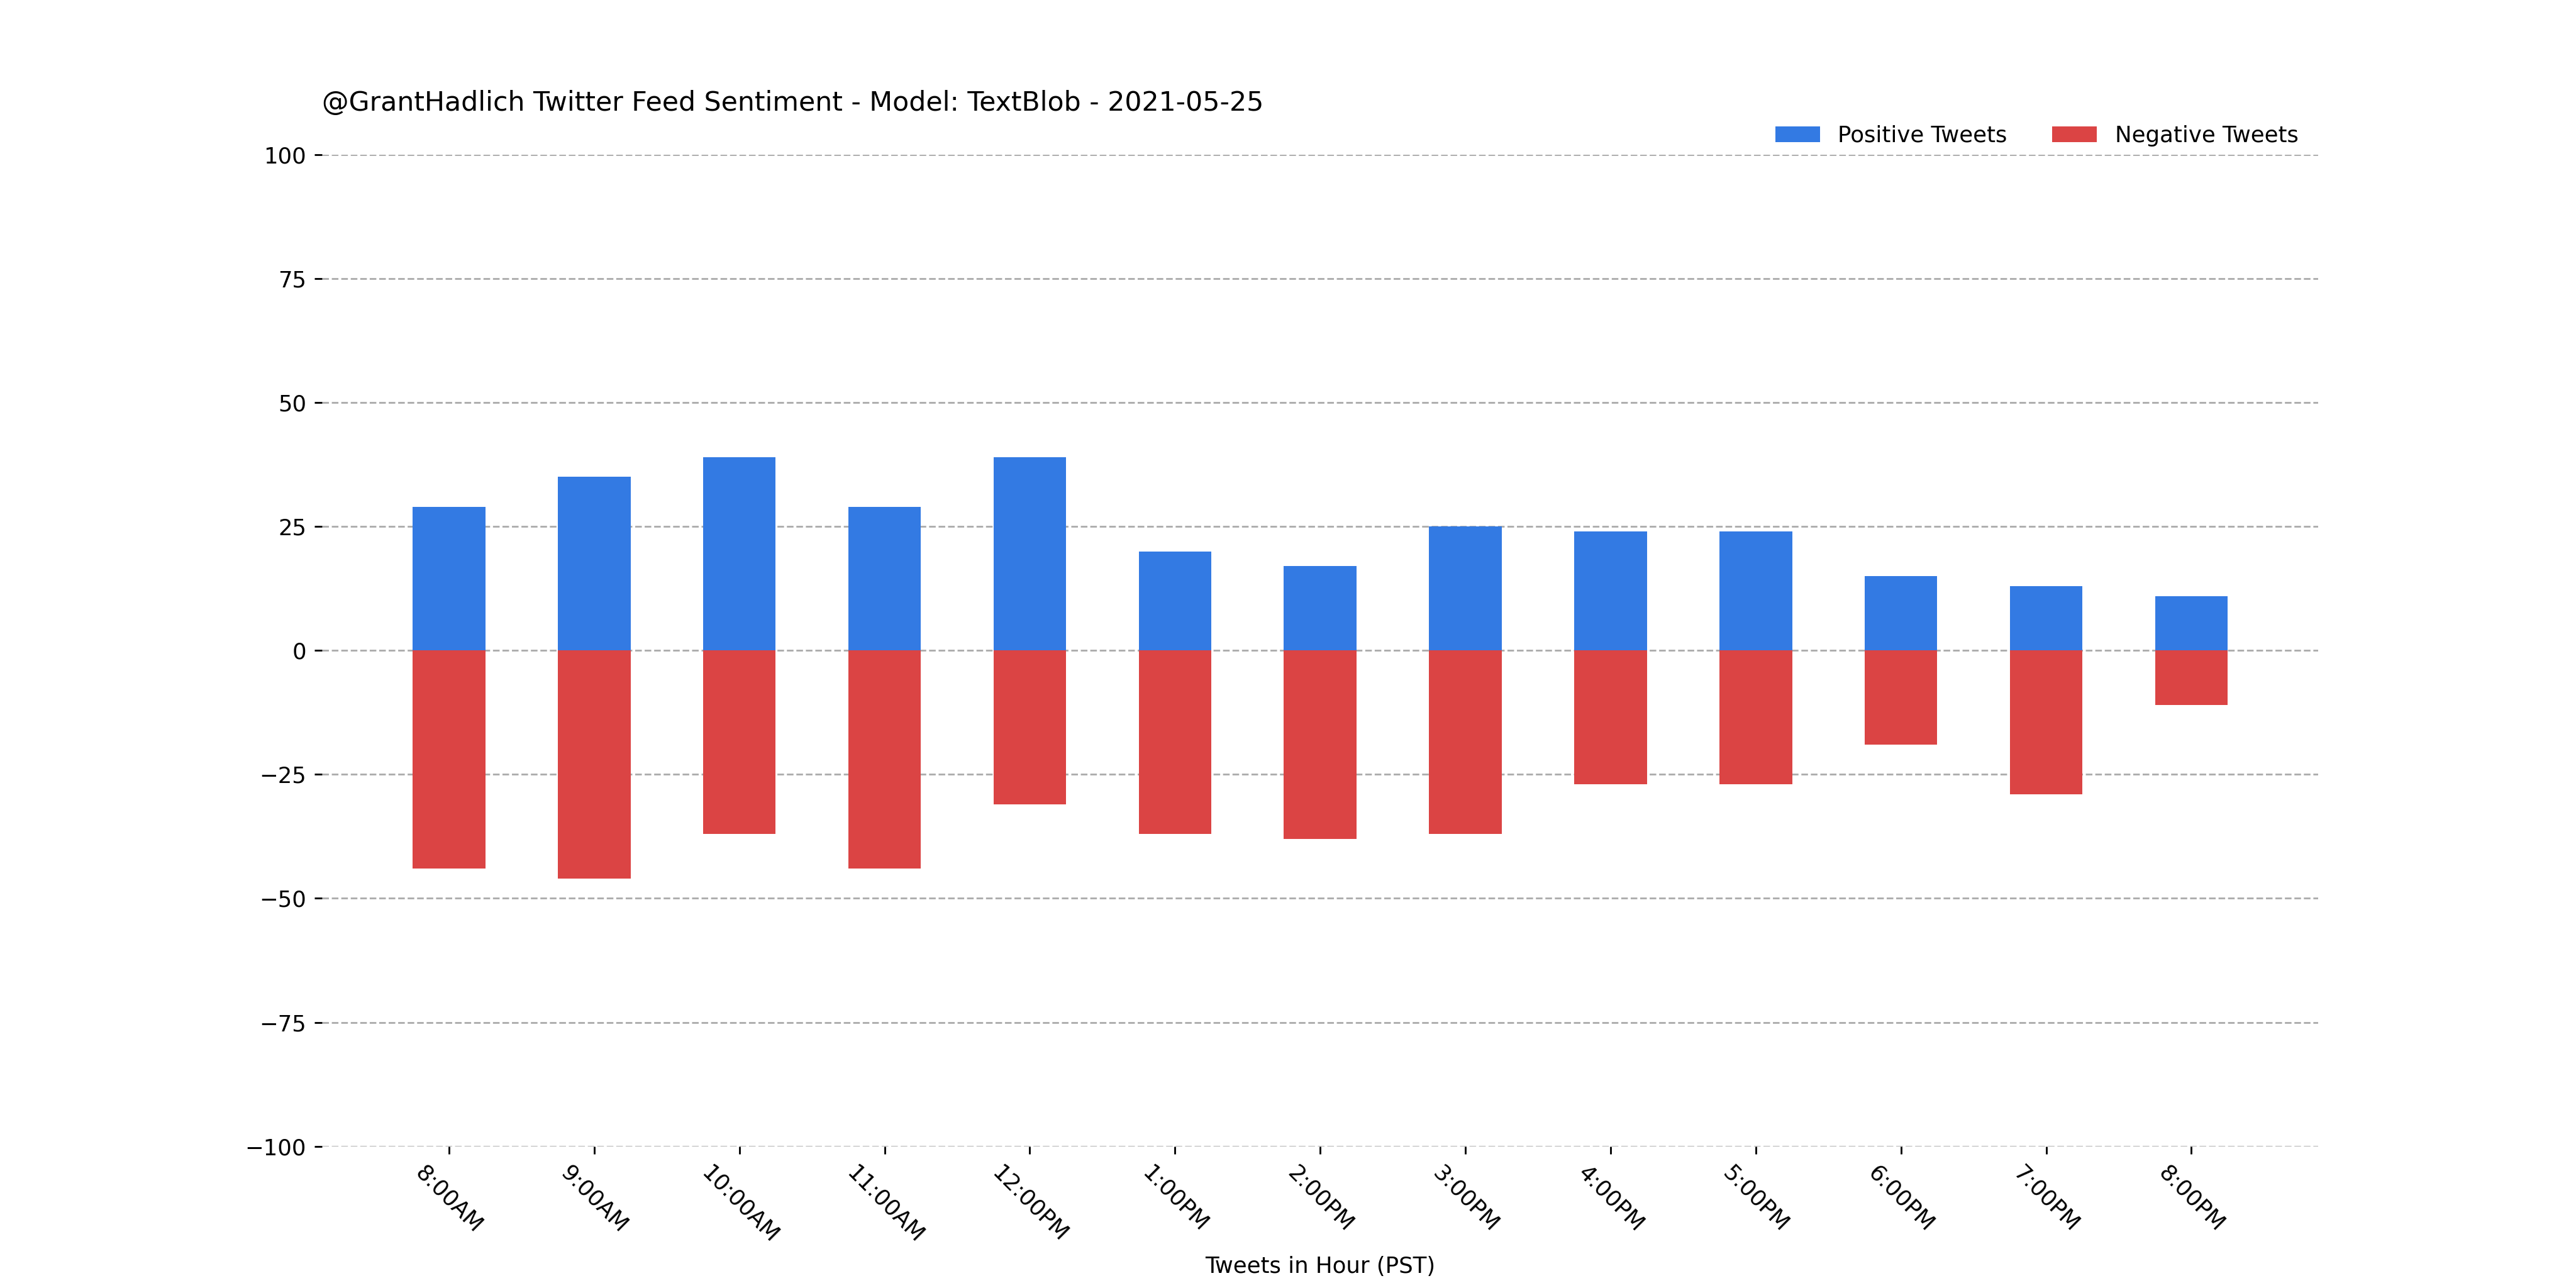 @GrantHadlich Twitter Feed Sentiment - Model: TextBlob - 2021-05-25
Positive Tweets Negative Tweets
100
75
50
25
0
−25
−50
−75
−100
8:00AM 9:00AM 10:00AM 11:00AM 12:00PM 1:00PM 2:00PM 3:00PM 4:00PM 5:00PM 6:00PM 7:00PM 8:00PM
Tweets in Hour (PST)